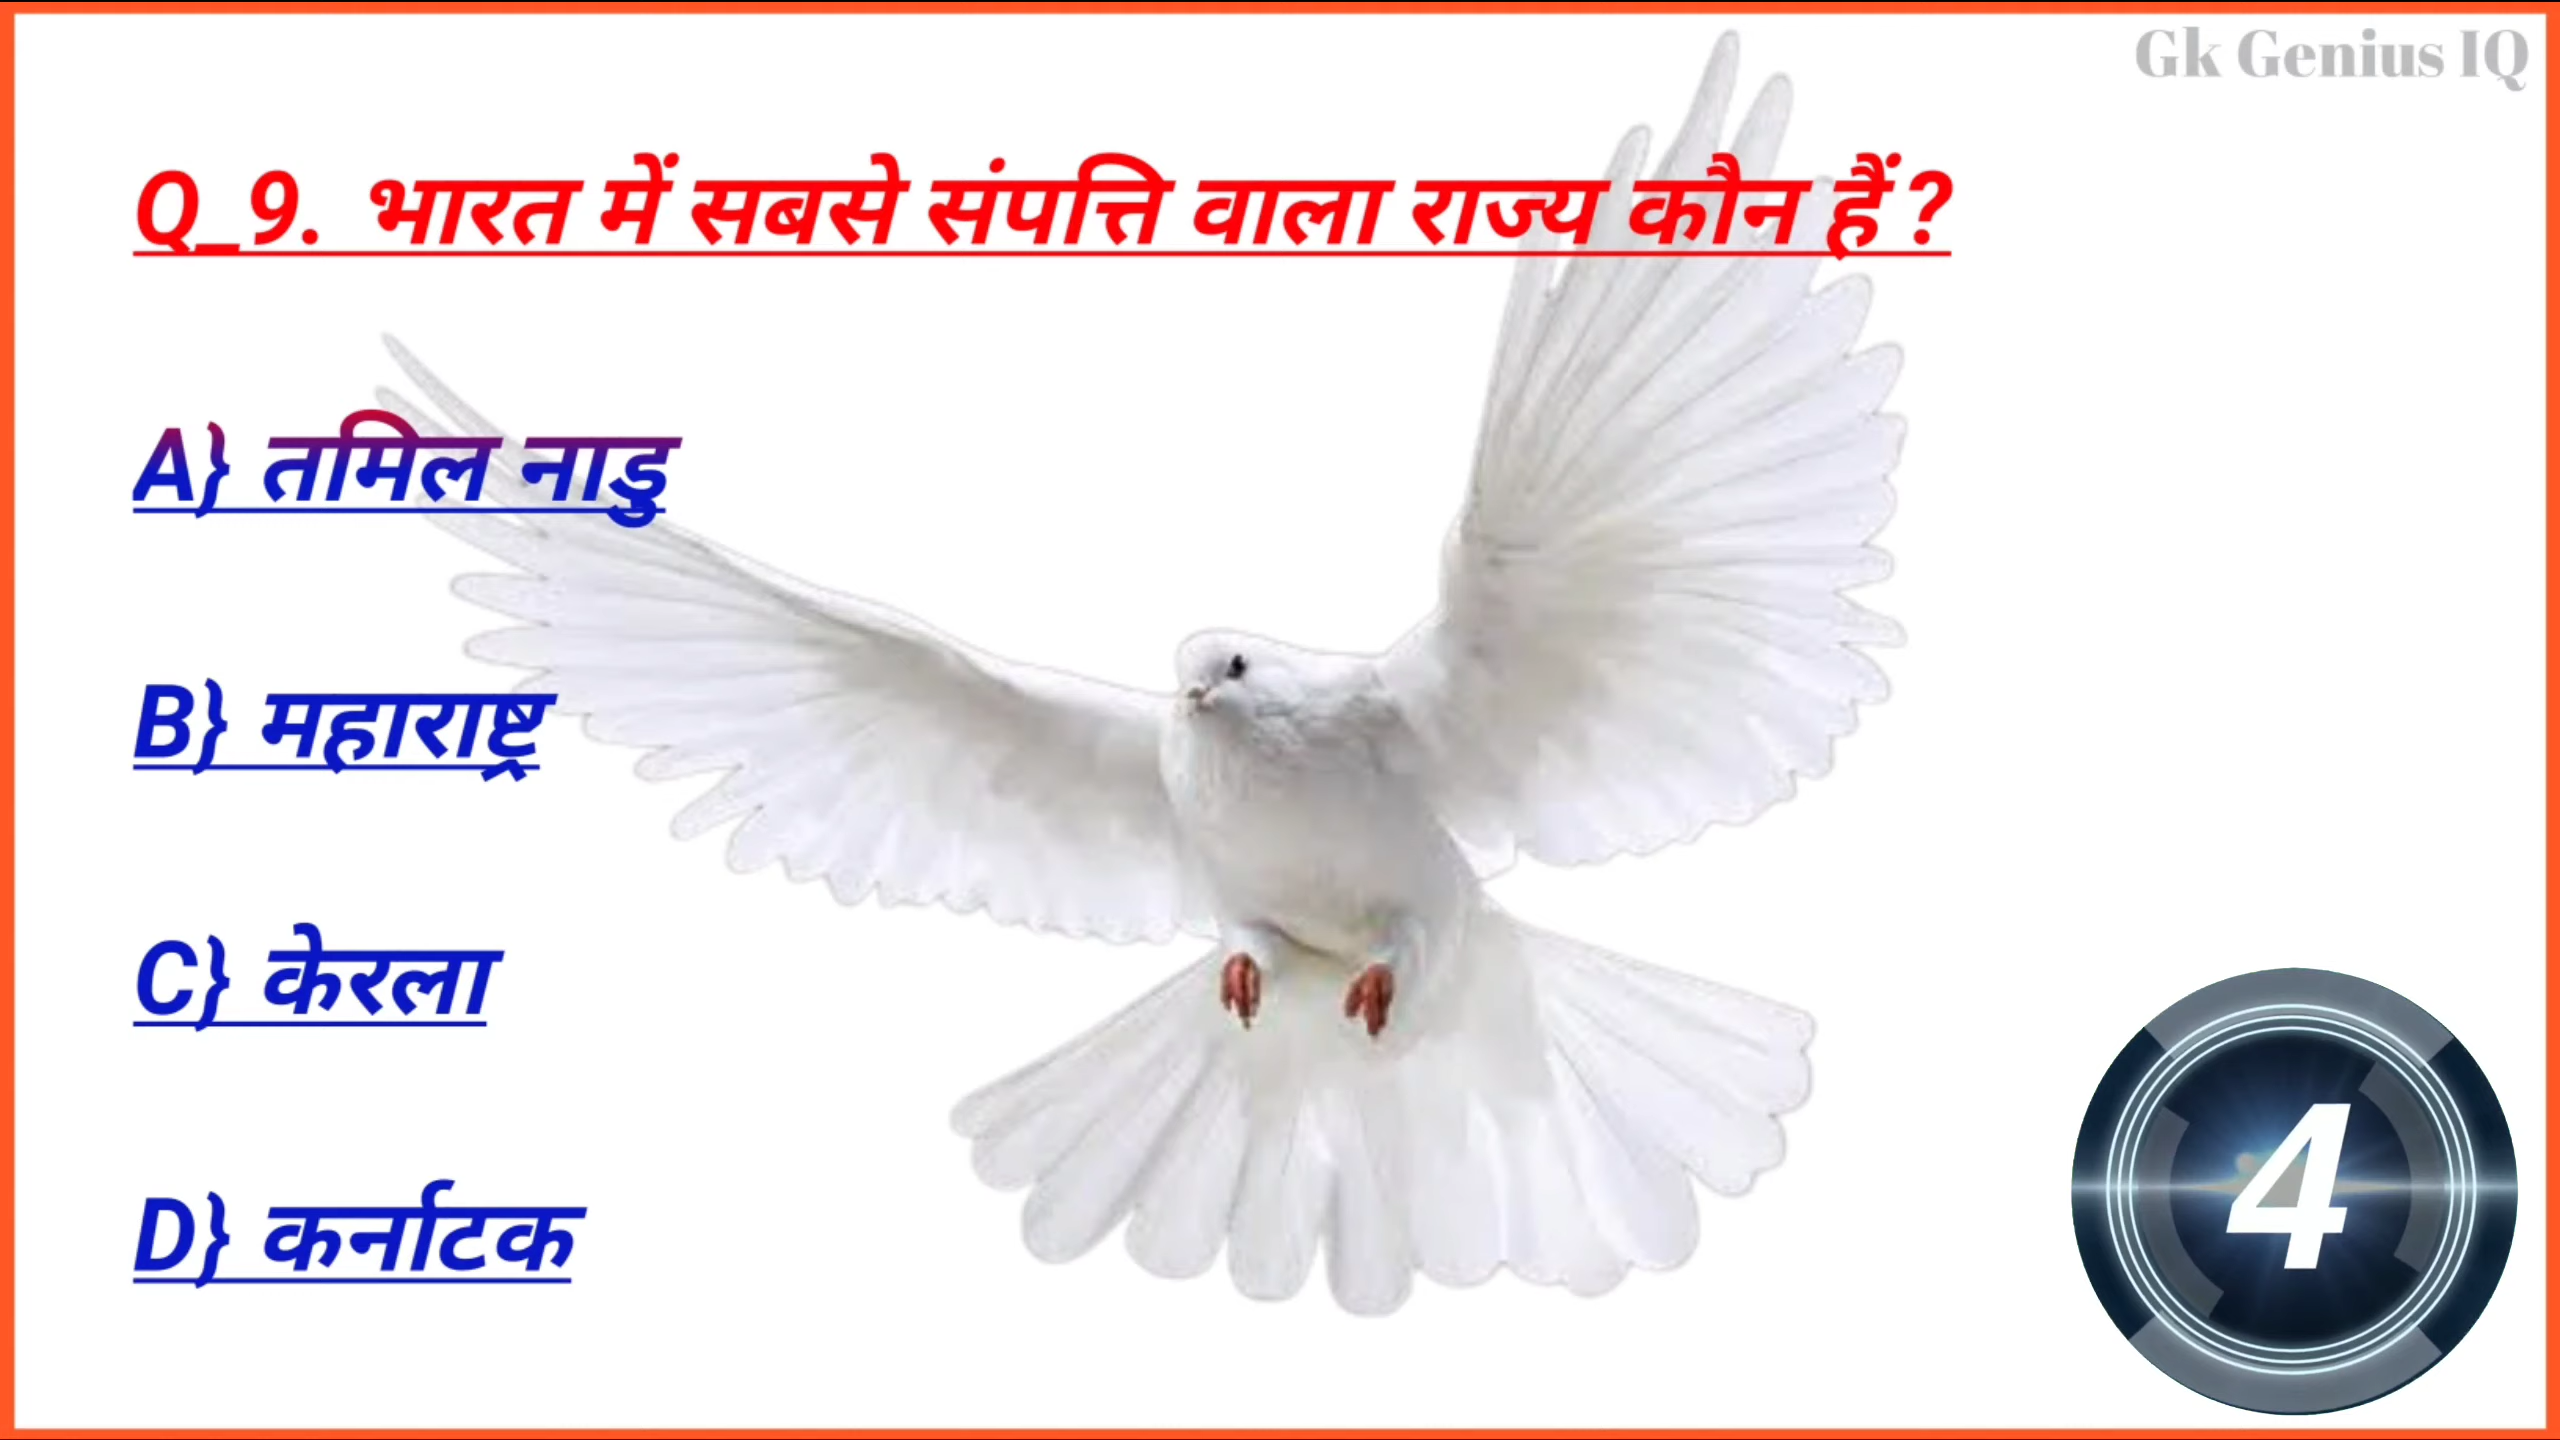 Gk Genius IQ
Q_9. भारत में सबसे संपत्ति वाला राज्य कौन हैं ?
A} तमिल नाडु
B} महाराष्ट्र
C} केरला
D} कर्नाटक
4